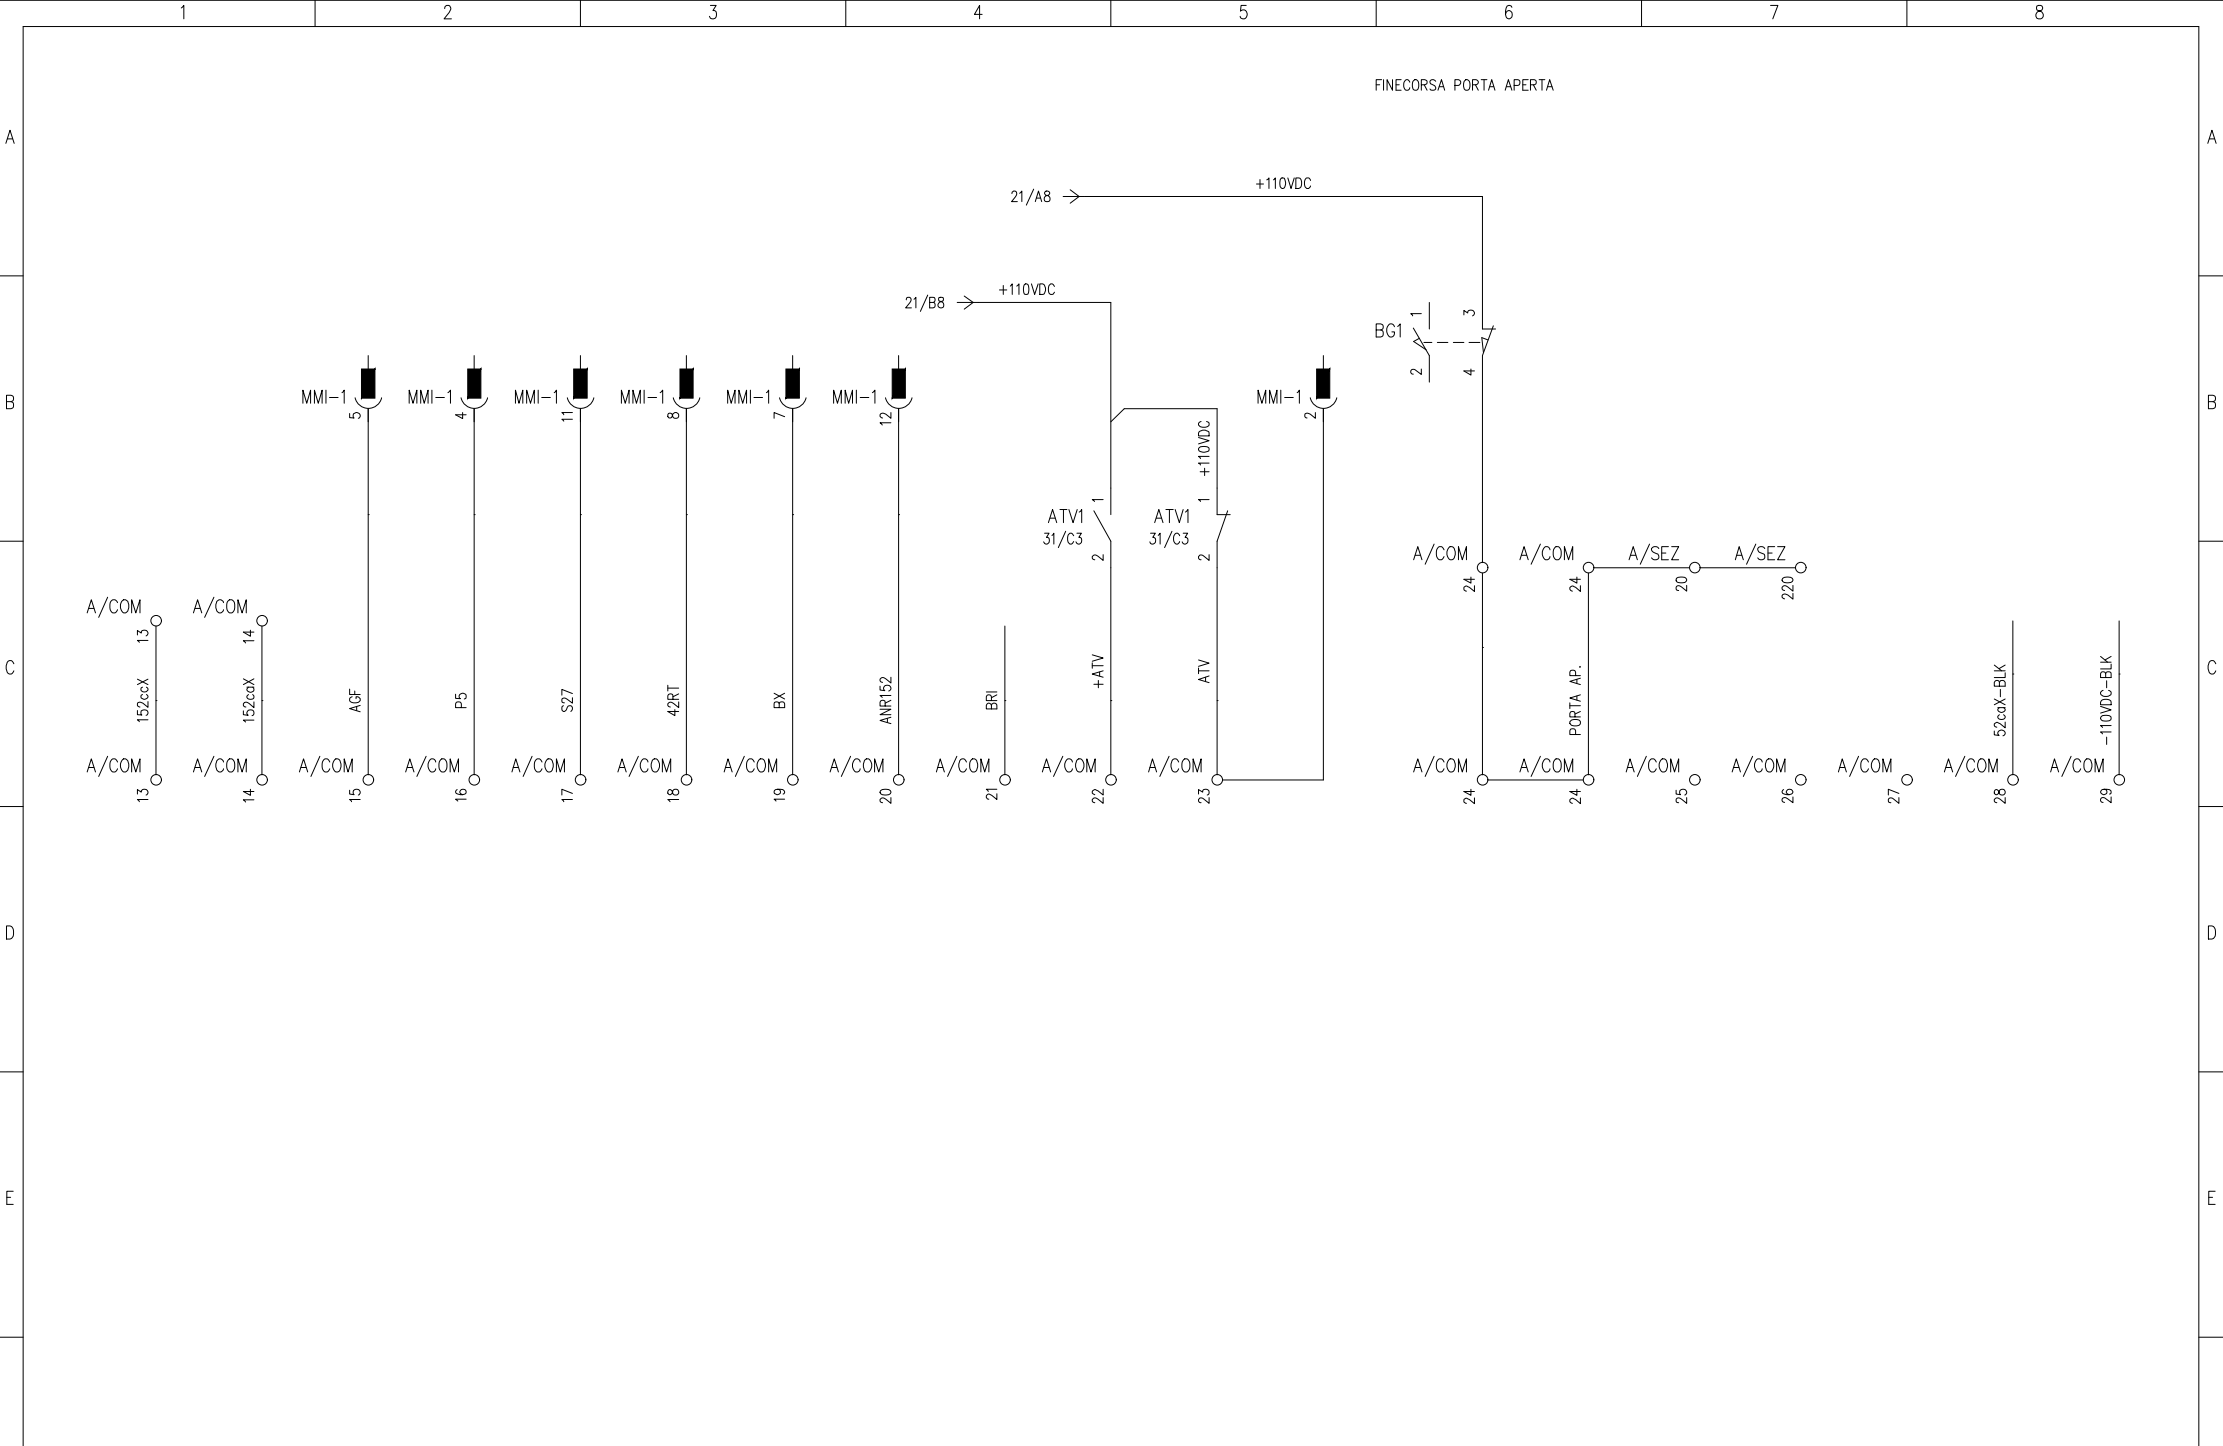 1 2 3 4 5 6 7 8
FINECORSA PORTA APERTA
A A
+110VDC
21/A8
+110VDC
21/B8
1 3
BG1
2 4
MMI-1 MMI-1 MMI-1 MMI-1 MMI-1 MMI-1 MMI-1
B B
5 4 11 8 7 12 2
+110VDC
1 1
ATV1 ATV1
31/C3 31/C3
2 2
A/COM A/COM A/SEZ A/SEZ
24 24 20 220
A/COM A/COM
13 14
C C
152ccX 152caX AGF P5 S27 42RT BX ANR152 BRI +ATV ATV PORTA AP. 52caX-BLK -110VDC-BLK
A/COM A/COM A/COM A/COM A/COM A/COM A/COM A/COM A/COM A/COM A/COM A/COM A/COM A/COM A/COM A/COM A/COM A/COM
13 14 15 16 17 18 19 20 21 22 23 24 24 25 26 27 28 29
D D
E E